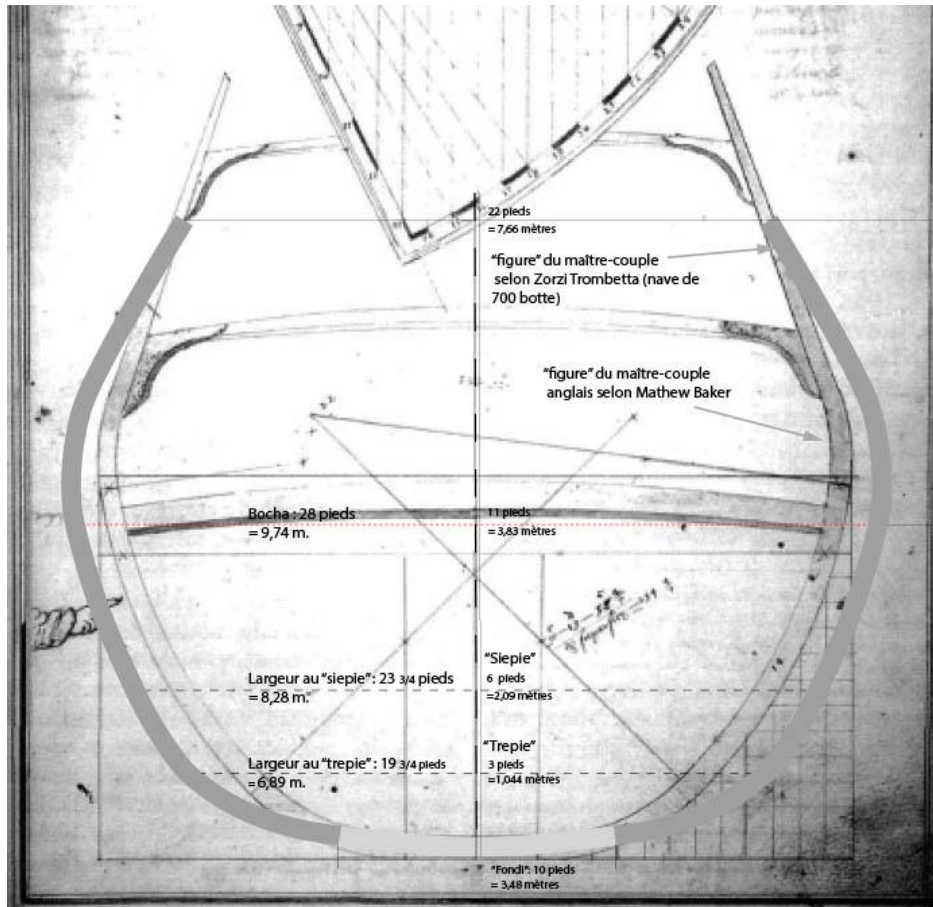 22 pieds
= 7,66 mètres
"figure" du maître-couple
selon Zorzi Trombetta (nave de
700 botte)
"figure" du maître-couple
anglais selon Mathew Baker
Bocha : 28 pieds
= 9,74 m.
11 pieds
= 3,83 mètres
"Siepie"
6 pieds
=2,09 mètres
Largeur au "siepie" : 23 3/4 pieds
= 8,28 m.
"Trepie"
3 pieds
=1,044 mètres
Largeur au "trepie" : 19 3/4 pieds
=6,89 m.
"Fondi": 10 pieds
= 3,48 mètres